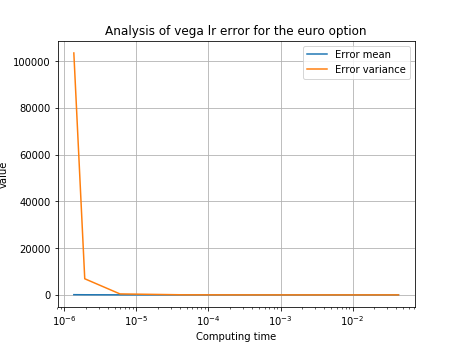 Analysis of vega lr error for the euro option
Error mean
Error variance
100000
80000
60000
40000
20000
0
Value
10⁻⁶
10⁻⁵
10⁻⁴
10⁻³
10⁻²
Computing time